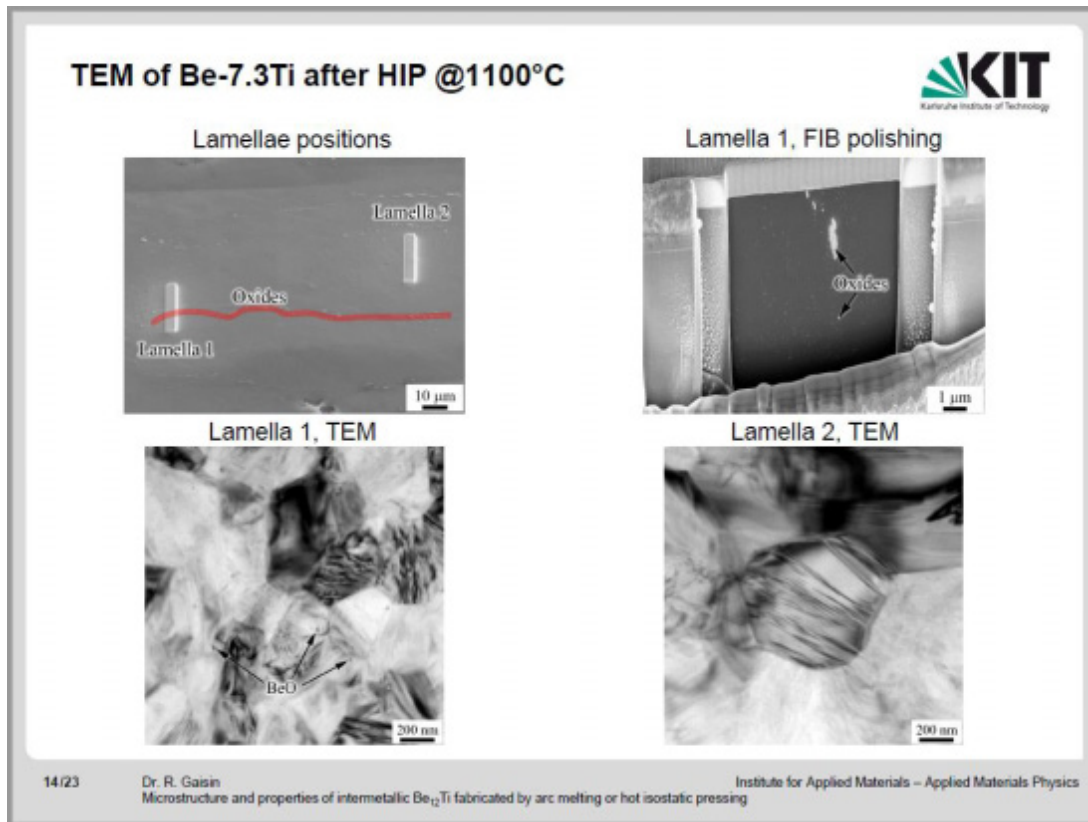 TEM of Be-7.3Ti after HIP @1100°C
KIT
Karlsruhe Institute of Technology
Lamellae positions
Lamella 2
Oxides
Lamella 1
10 μm
Lamella 1, FIB polishing
Oxides
1 μm
Lamella 1, TEM
BeO
200 nm
Lamella 2, TEM
200 nm
14/23
Dr. R. Gaisin
Institute for Applied Materials – Applied Materials Physics
Microstructure and properties of intermetallic Be₁₂Ti fabricated by arc melting or hot isostatic pressing